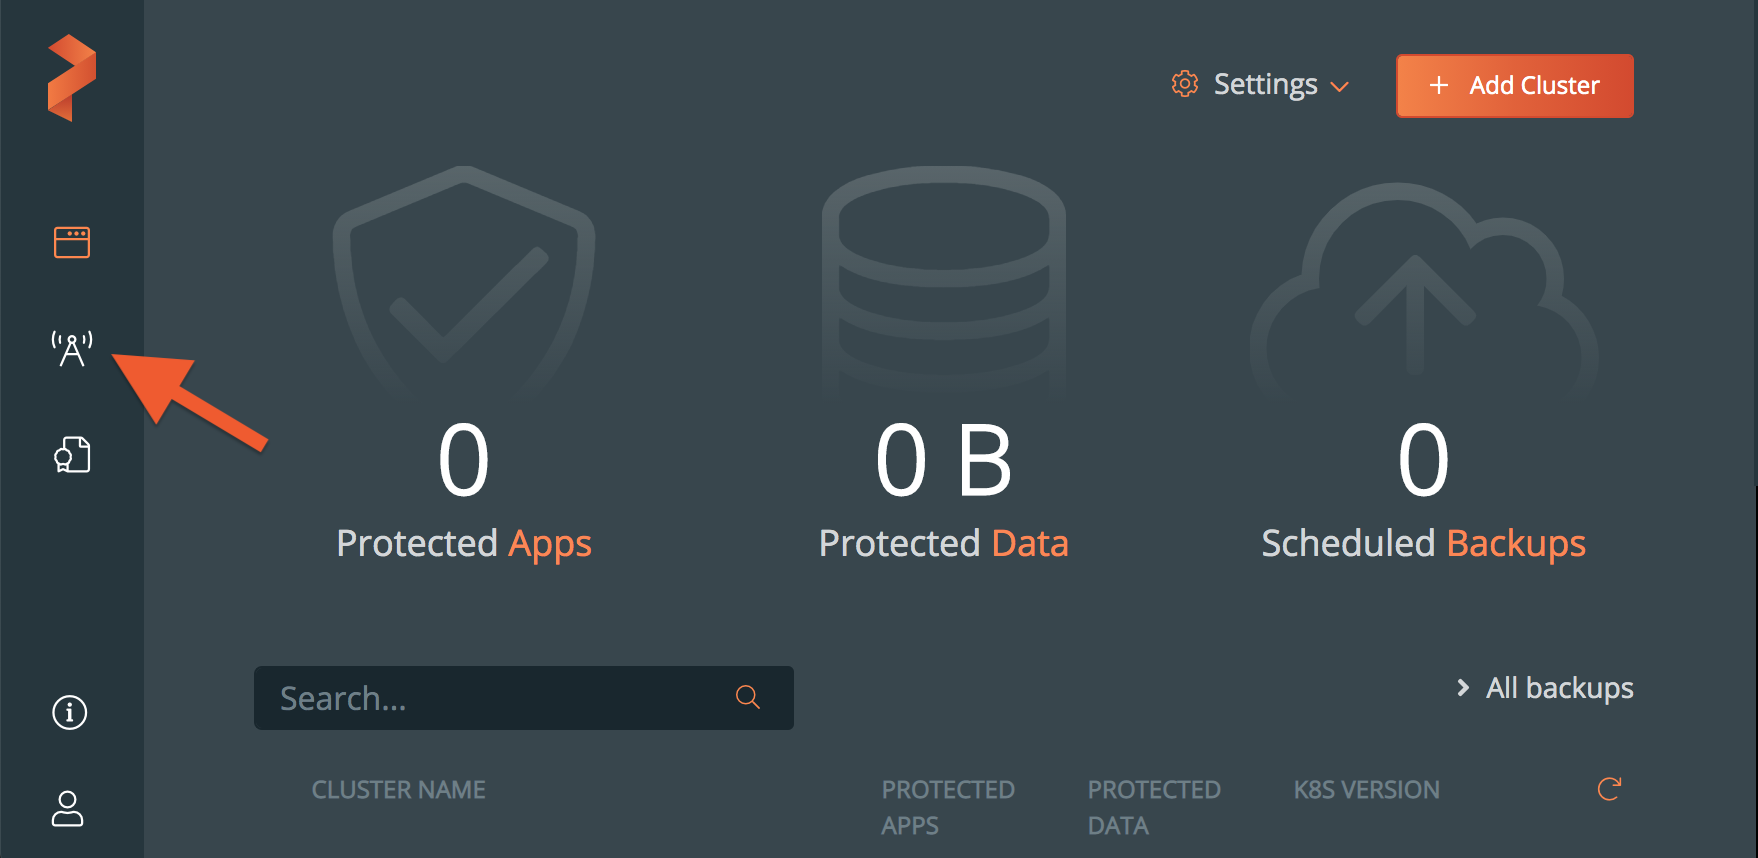 Settings
+ Add Cluster
0
0 B
0
Protected Apps
Protected Data
Scheduled Backups
Search...
All backups
CLUSTER NAME
PROTECTED
APPS
PROTECTED
DATA
K8S VERSION